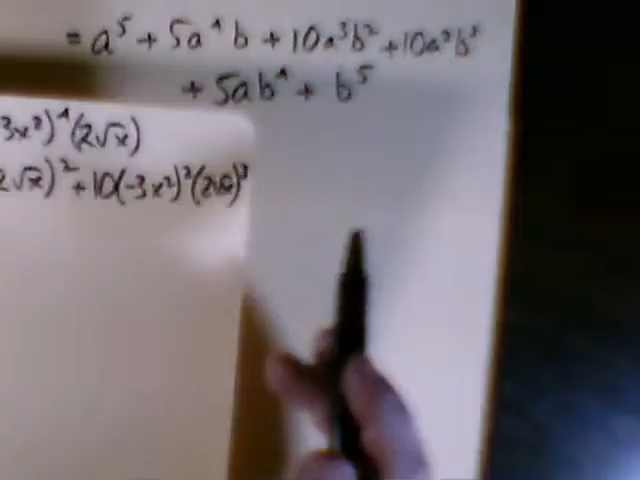 = a⁵ + 5a⁴b + 10a³b² + 10a²b³
+ 5ab⁴ + b⁵
3x²)⁴(2√x)
2√x)² + 10(-3x²)²(2√x)³